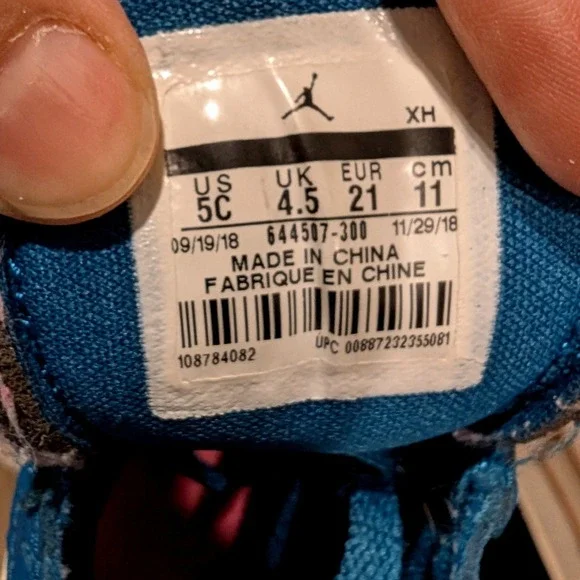 XH
US UK EUR cm
5C 4.5 21 11
09/19/18 644507-300 11/29/18
MADE IN CHINA
FABRIQUE EN CHINE
108784082 UPC 00887232355081